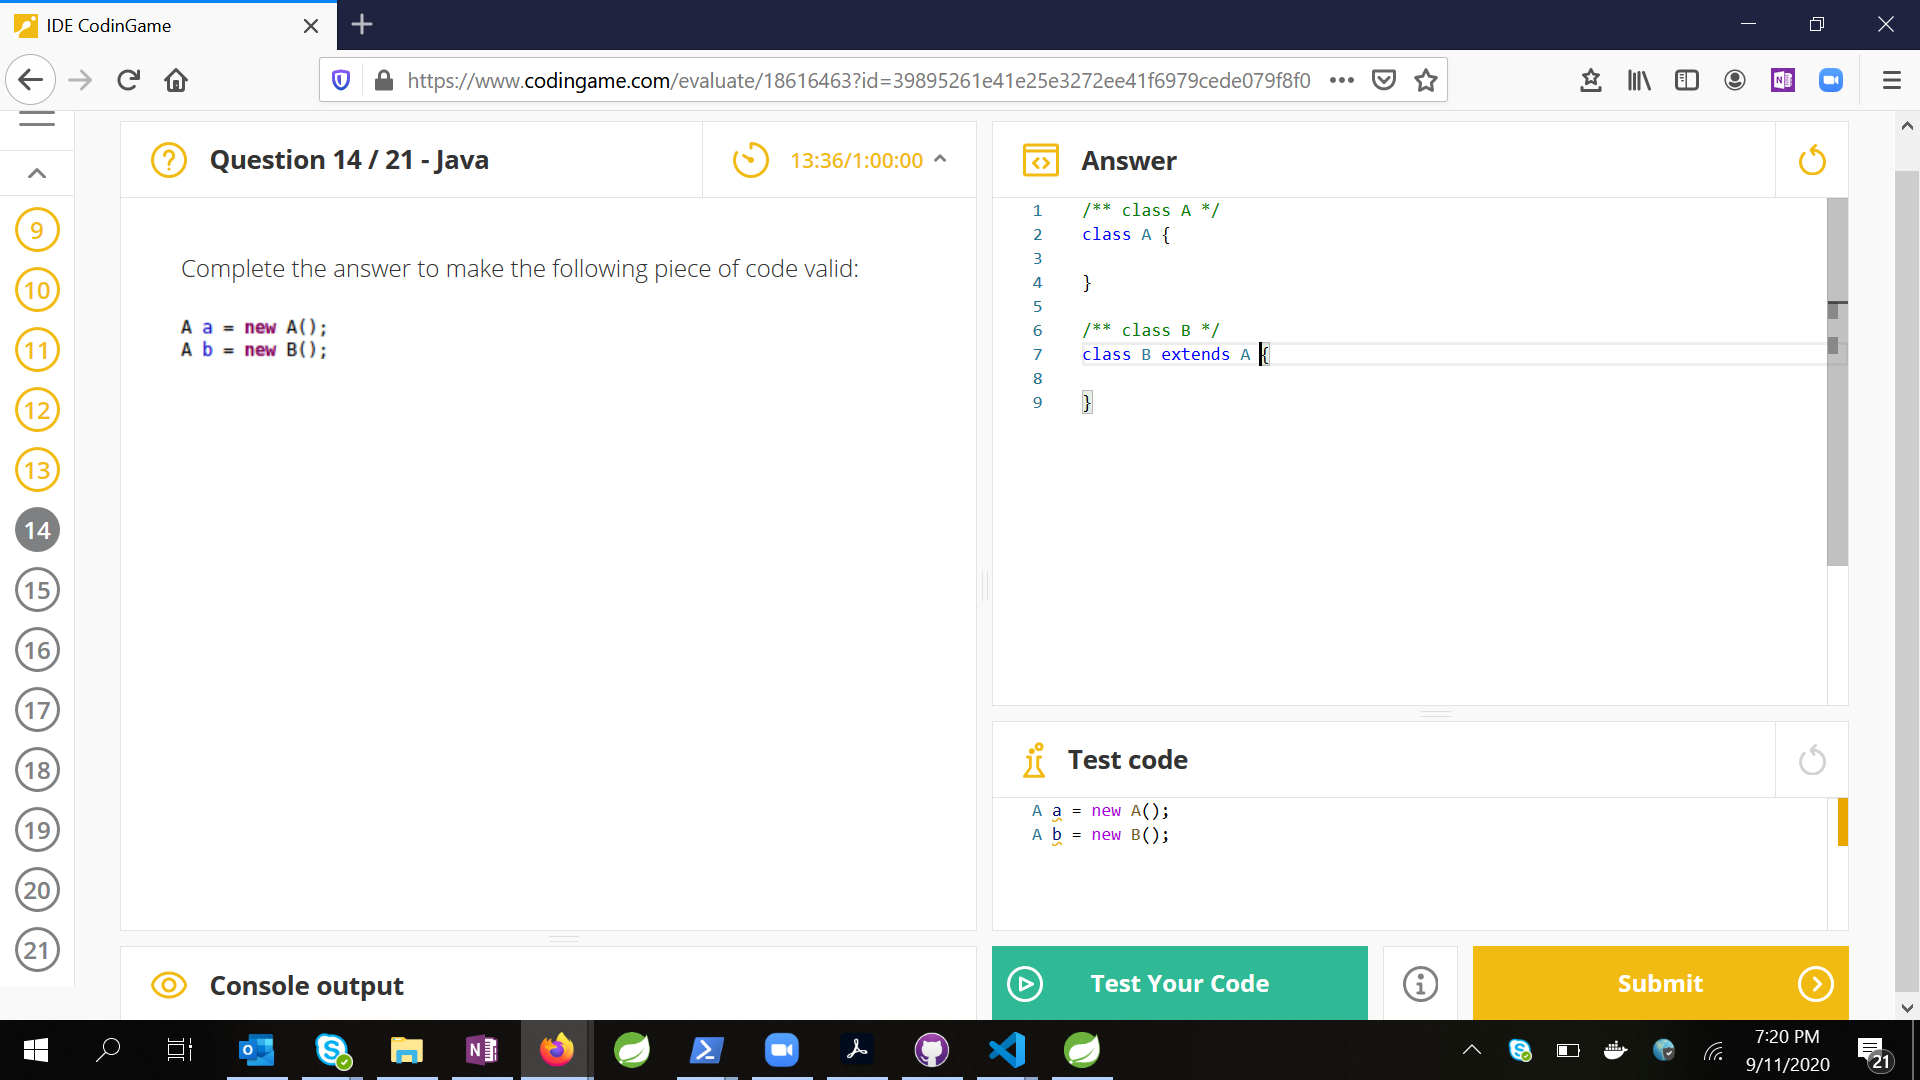 IDE CodinGame
https://www.codingame.com/evaluate/18616463?id=39895261e41e25e3272ee41f6979cede079f8f0
Question 14 / 21 - Java
13:36/1:00:00
9
10
11
12
13
14
15
16
17
18
19
20
21
Complete the answer to make the following piece of code valid:
A a = new A();
A b = new B();
Console output
Answer
1 /** class A */
2 class A {
3
4 }
5
6 /** class B */
7 class B extends A {
8
9 }
Test code
A a = new A();
A b = new B();
Test Your Code
Submit
7:20 PM
9/11/2020
21